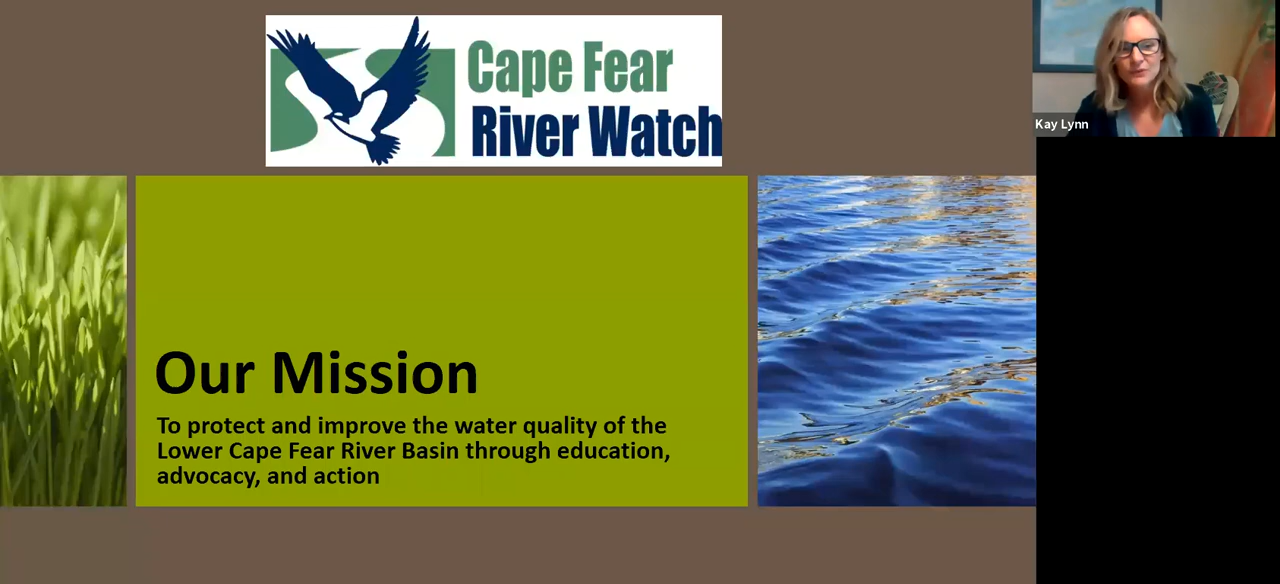 Cape Fear
River Watch
Kay Lynn
Our Mission
To protect and improve the water quality of the
Lower Cape Fear River Basin through education,
advocacy, and action